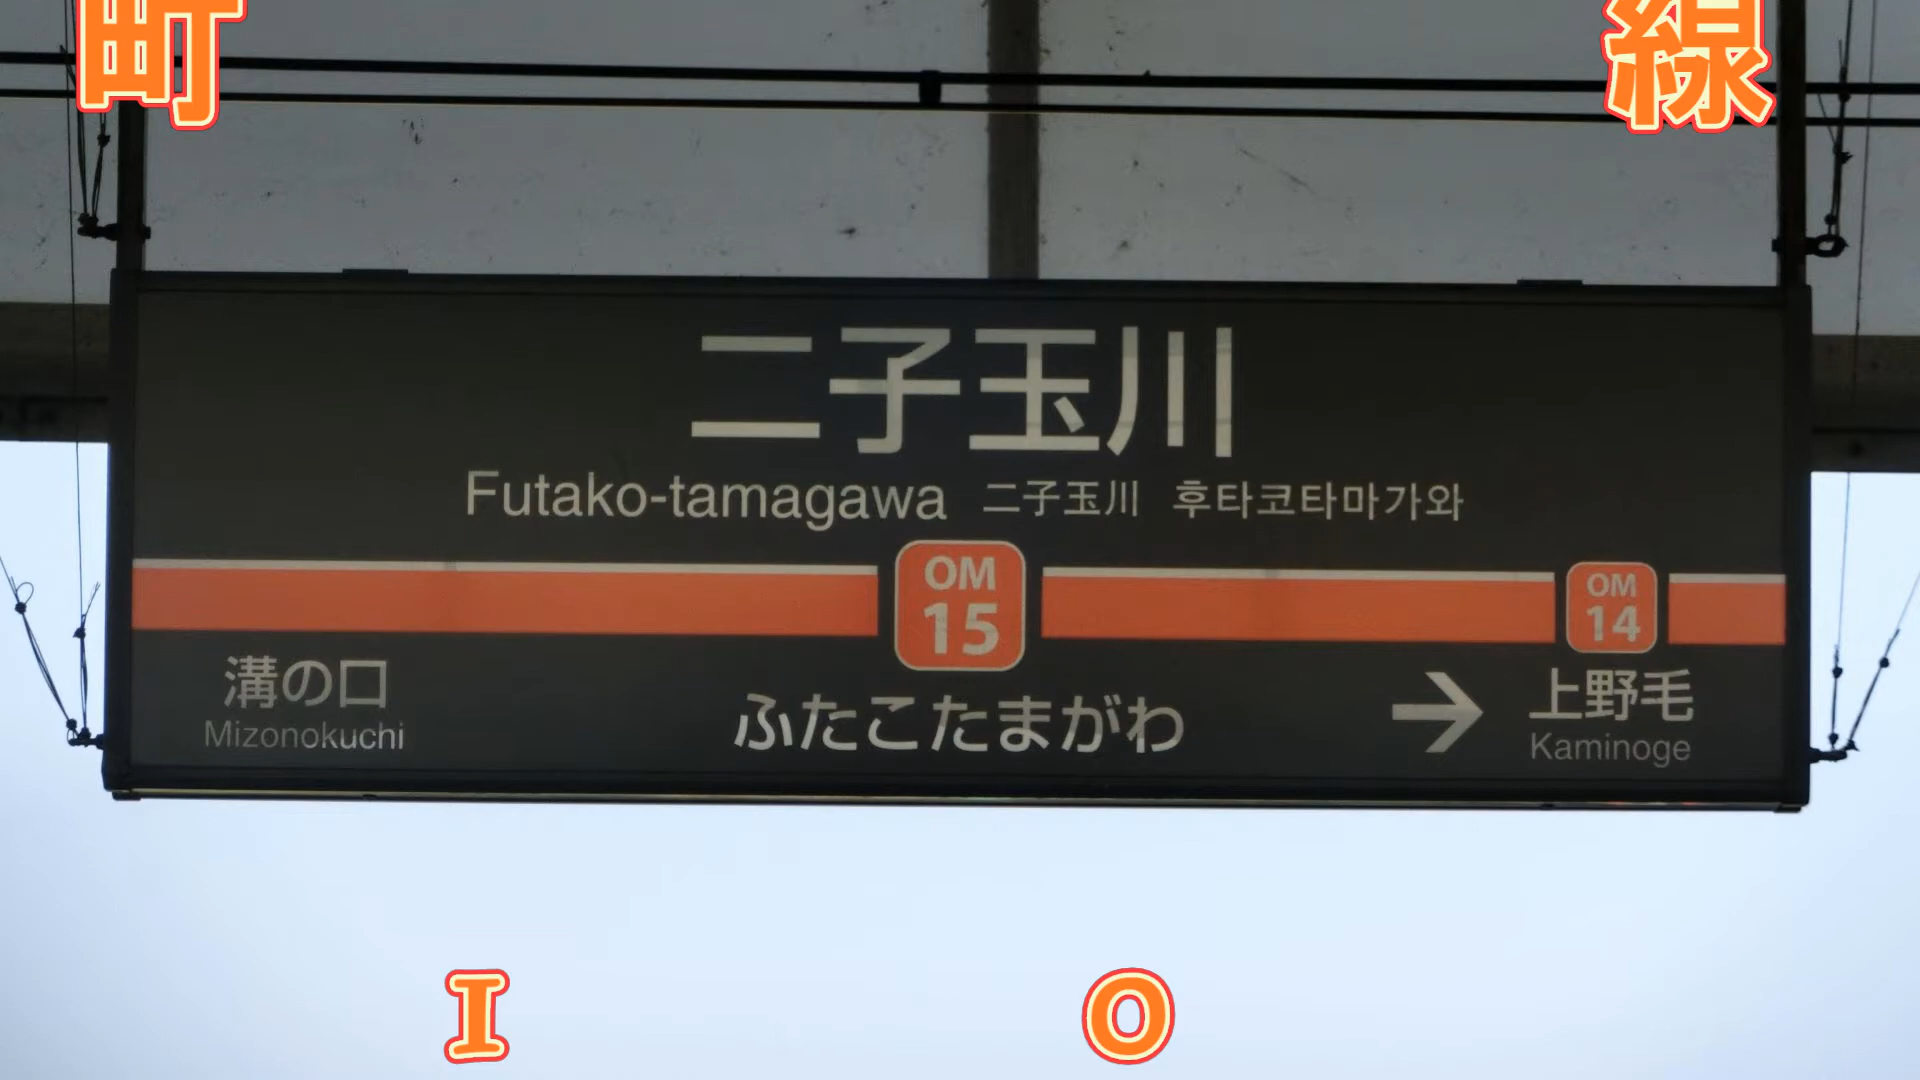 町 線
二子玉川
Futako-tamagawa 二子玉川 후타코타마가와
OM 15
OM 14
溝の口
Mizonokuchi
ふたこたまがわ
→ 上野毛
Kaminoge
I O